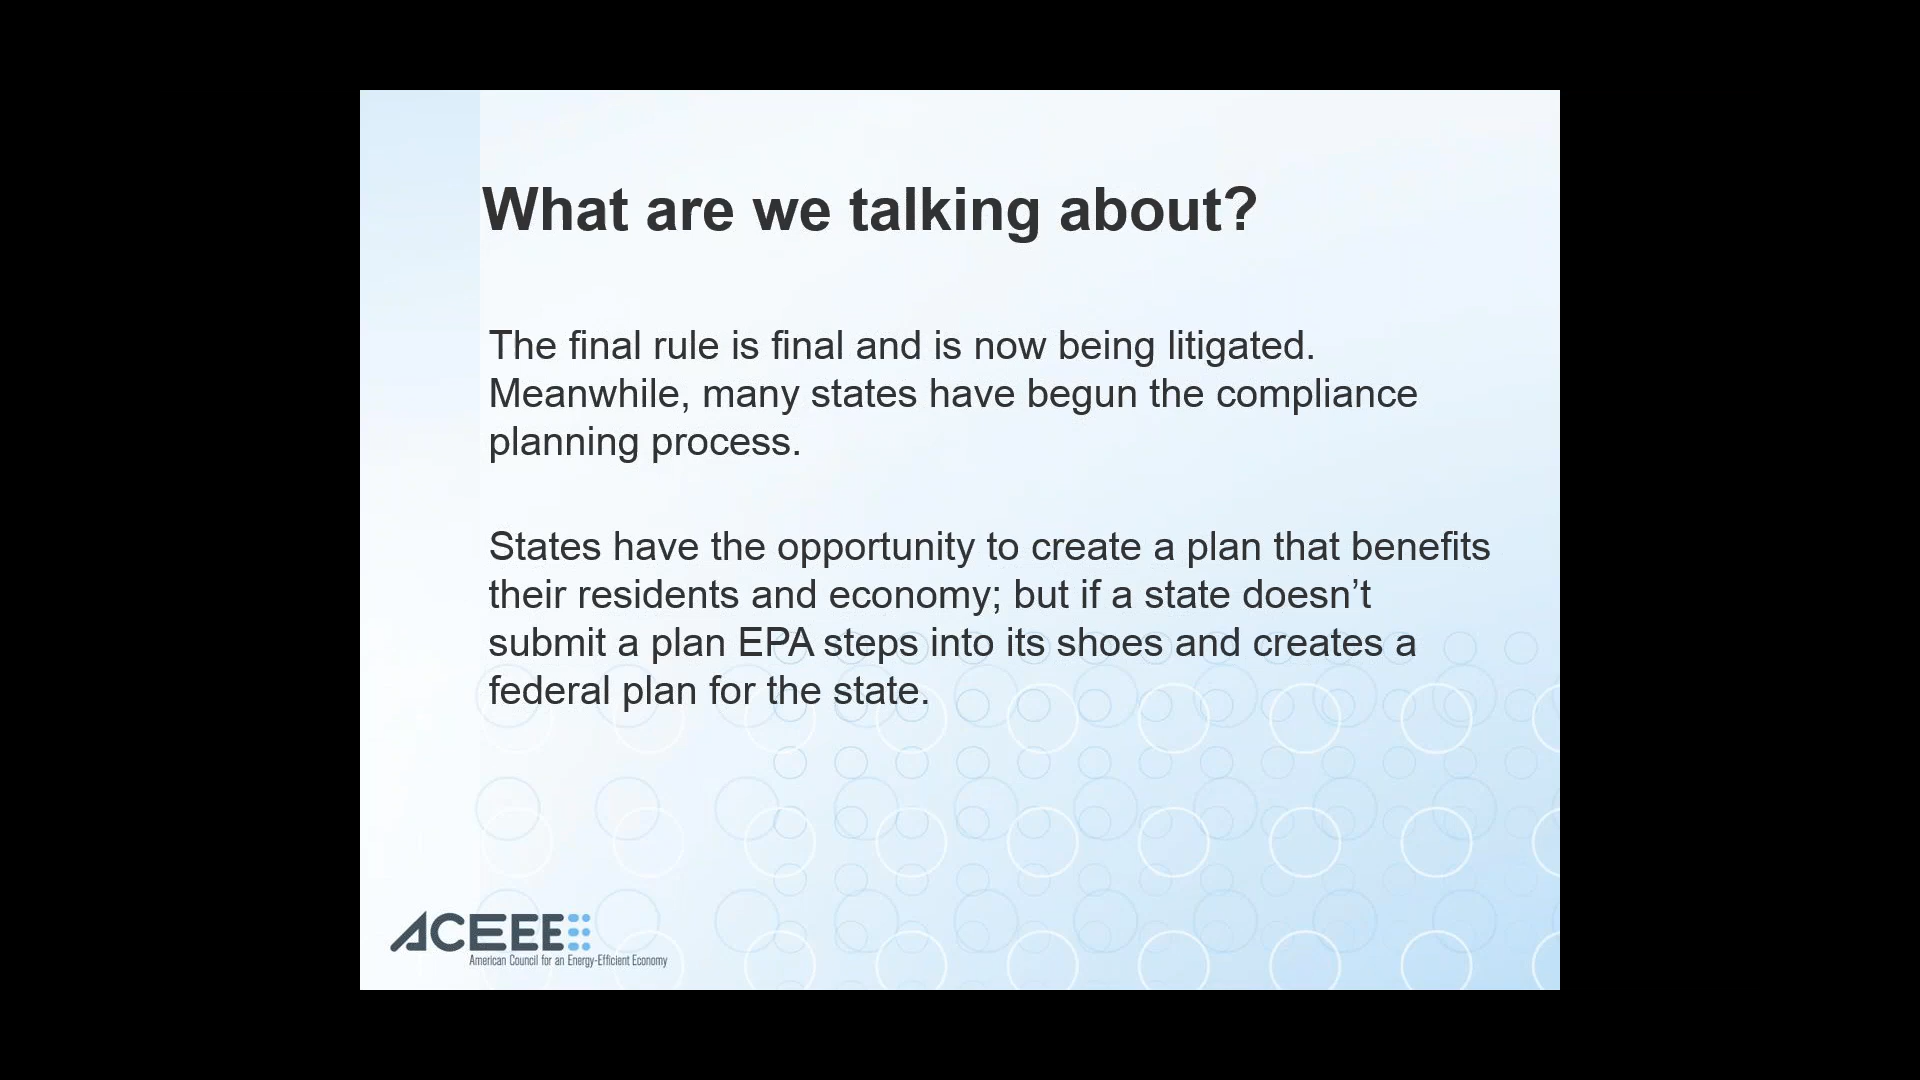 What are we talking about?
The final rule is final and is now being litigated.
Meanwhile, many states have begun the compliance
planning process.
States have the opportunity to create a plan that benefits
their residents and economy; but if a state doesn’t
submit a plan EPA steps into its shoes and creates a
federal plan for the state.
ACEEE
American Council for an Energy-Efficient Economy